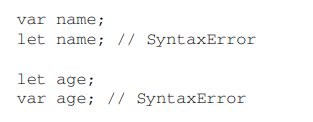 var name;
let name; // SyntaxError
let age;
var age; // SyntaxError